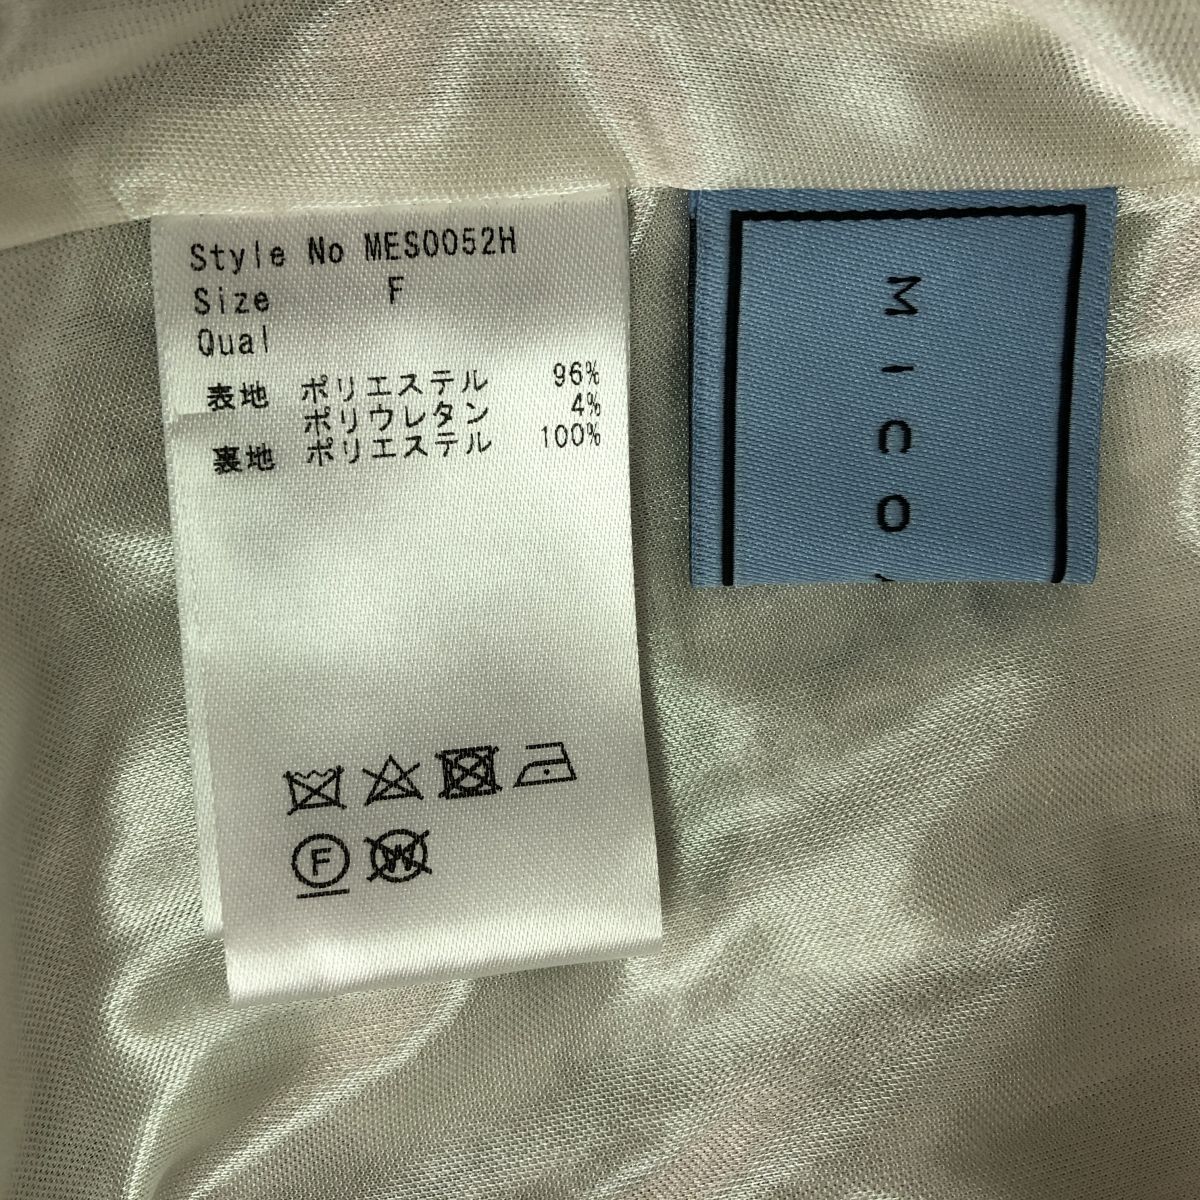 Style No MES0052H
Size F
Qual
表地 ポリエステル 96%
ポリウレタン 4%
裏地 ポリエステル 100%
F
W
MICO